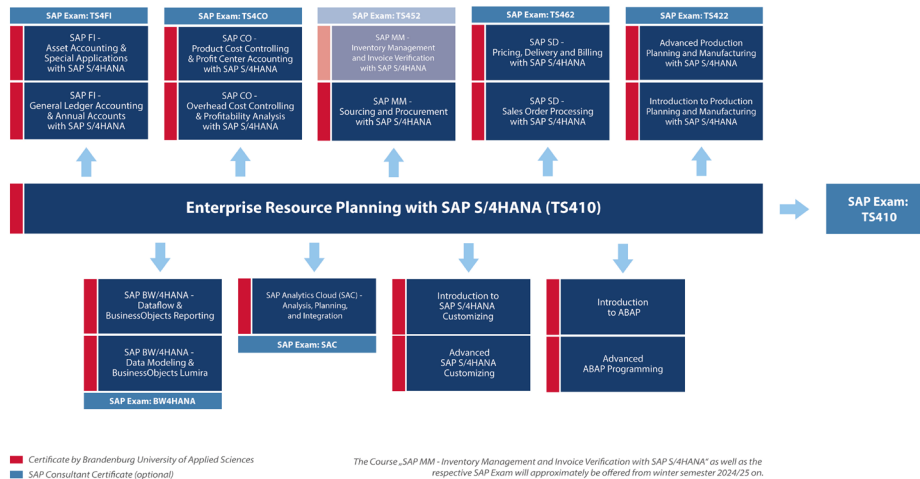 SAP Exam: TS4FI
SAP FI -
Asset Accounting &
Special Applications
with SAP S/4HANA
SAP FI -
General Ledger Accounting
& Annual Accounts
with SAP S/4HANA
SAP Exam: TS4CO
SAP CO -
Product Cost Controlling
& Profit Center Accounting
with SAP S/4HANA
SAP CO -
Overhead Cost Controlling
& Profitability Analysis
with SAP S/4HANA
SAP Exam: TS452
SAP MM -
Inventory Management
and Invoice Verification
with SAP S/4HANA
SAP MM -
Sourcing and Procurement
with SAP S/4HANA
SAP Exam: TS462
SAP SD -
Pricing, Delivery and Billing
with SAP S/4HANA
SAP SD -
Sales Order Processing
with SAP S/4HANA
SAP Exam: TS422
Advanced Production
Planning and Manufacturing
with SAP S/4HANA
Introduction to Production
Planning and Manufacturing
with SAP S/4HANA
Enterprise Resource Planning with SAP S/4HANA (TS410)
SAP Exam:
TS410
SAP BW/4HANA -
Dataflow &
BusinessObjects Reporting
SAP BW/4HANA -
Data Modeling &
BusinessObjects Lumira
SAP Exam: BW4HANA
SAP Analytics Cloud (SAC) -
Analysis, Planning,
and Integration
SAP Exam: SAC
Introduction to
SAP S/4HANA
Customizing
Advanced
SAP S/4HANA
Customizing
Introduction
to ABAP
Advanced
ABAP Programming
Certificate by Brandenburg University of Applied Sciences
SAP Consultant Certificate (optional)
The Course „SAP MM - Inventory Management and Invoice Verification with SAP S/4HANA" as well as the
respective SAP Exam will approximately be offered from winter semester 2024/25 on.